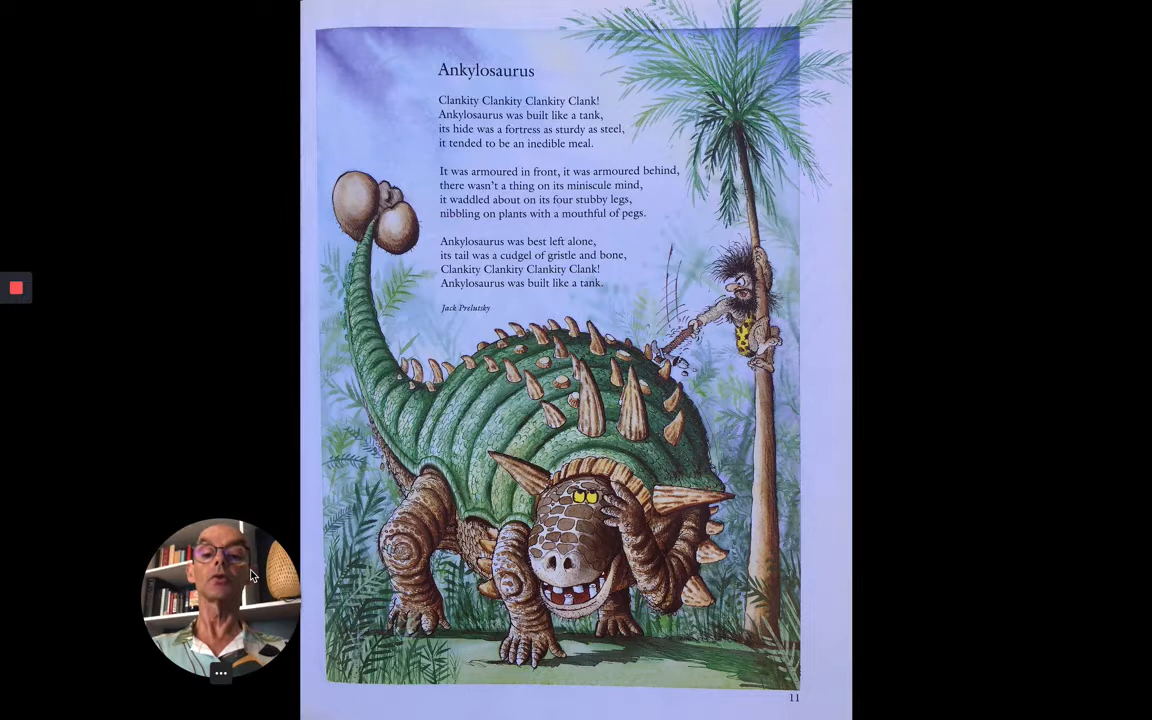 Ankylosaurus
Clankity Clankity Clankity Clank!
Ankylosaurus was built like a tank,
its hide was a fortress as sturdy as steel,
it tended to be an inedible meal.
It was armoured in front, it was armoured behind,
there wasn't a thing on its miniscule mind,
it waddled about on its four stubby legs,
nibbling on plants with a mouthful of pegs.
Ankylosaurus was best left alone,
its tail was a cudgel of gristle and bone,
Clankity Clankity Clankity Clank!
Ankylosaurus was built like a tank.
Jack Prelutsky
11